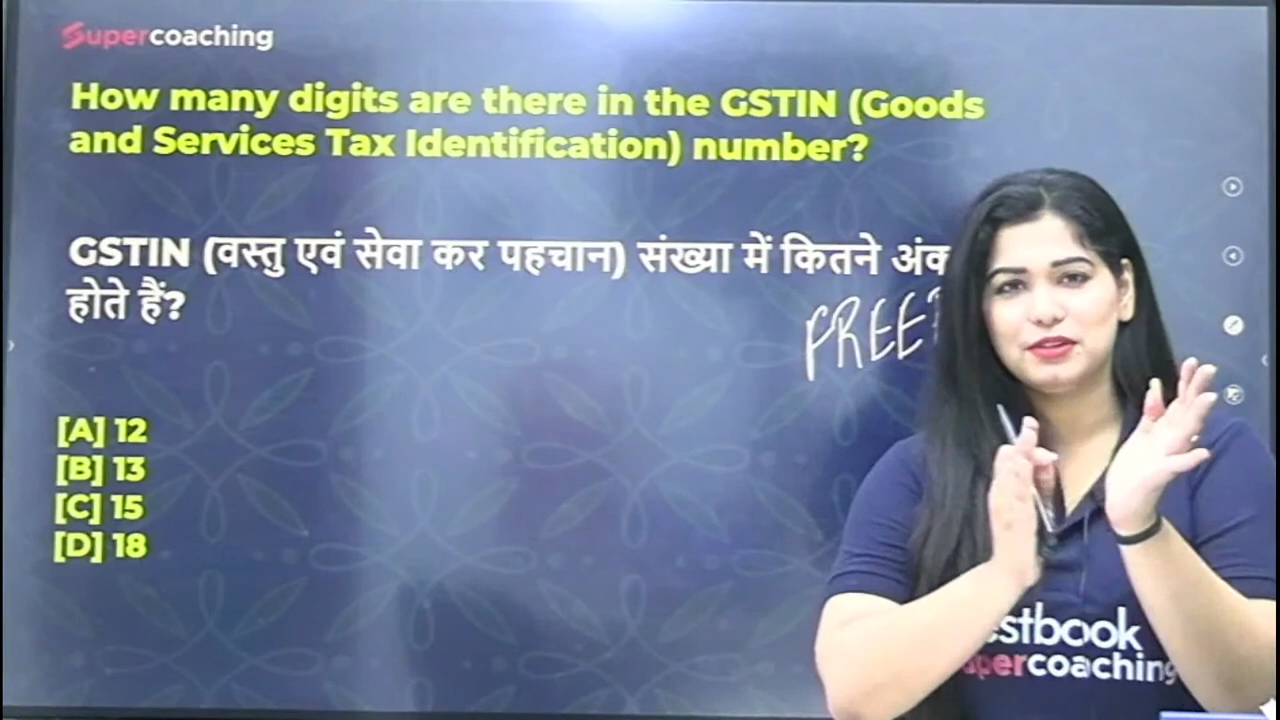 Supercoaching
How many digits are there in the GSTIN (Goods
and Services Tax Identification) number?
GSTIN (वस्तु एवं सेवा कर पहचान) संख्या में कितने अंक
होते हैं?
FREE
[A] 12
[B] 13
[C] 15
[D] 18
estbook
percoaching